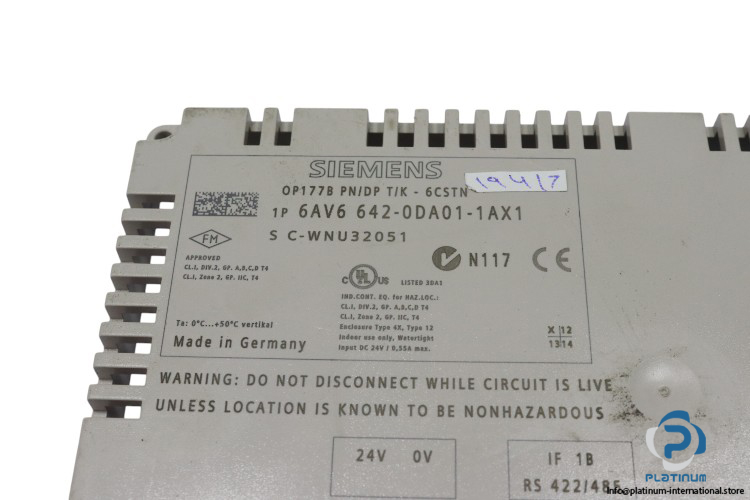 SIEMENS
OP177B PN/DP T/K - 6CSTN
1P 6AV6 642-0DA01-1AX1
S C-WNU32051
FM
APPROVED
CL.I, DIV.2, GP. A,B,C,D T4
CL.I, Zone 2, GP. IIC, T4
C UL US LISTED
N117 CE
IND.CONT. EQ. for HAZ.LOC.:
CL.I, DIV.2, GP. A,B,C,D T4
CL.I, Zone 2, GP. IIC, T4
Enclosure Type 4X, Type 12
Indoor use only, Watertight
Input DC 24V / 0,55A max.
Ta: 0°C...+50°C vertikal
Made in Germany
X 12
13 14
WARNING: DO NOT DISCONNECT WHILE CIRCUIT IS LIVE
UNLESS LOCATION IS KNOWN TO BE NONHAZARDOUS
24V 0V
IF 1B
RS 422/485
PLATINUM
info@platinum-international.store